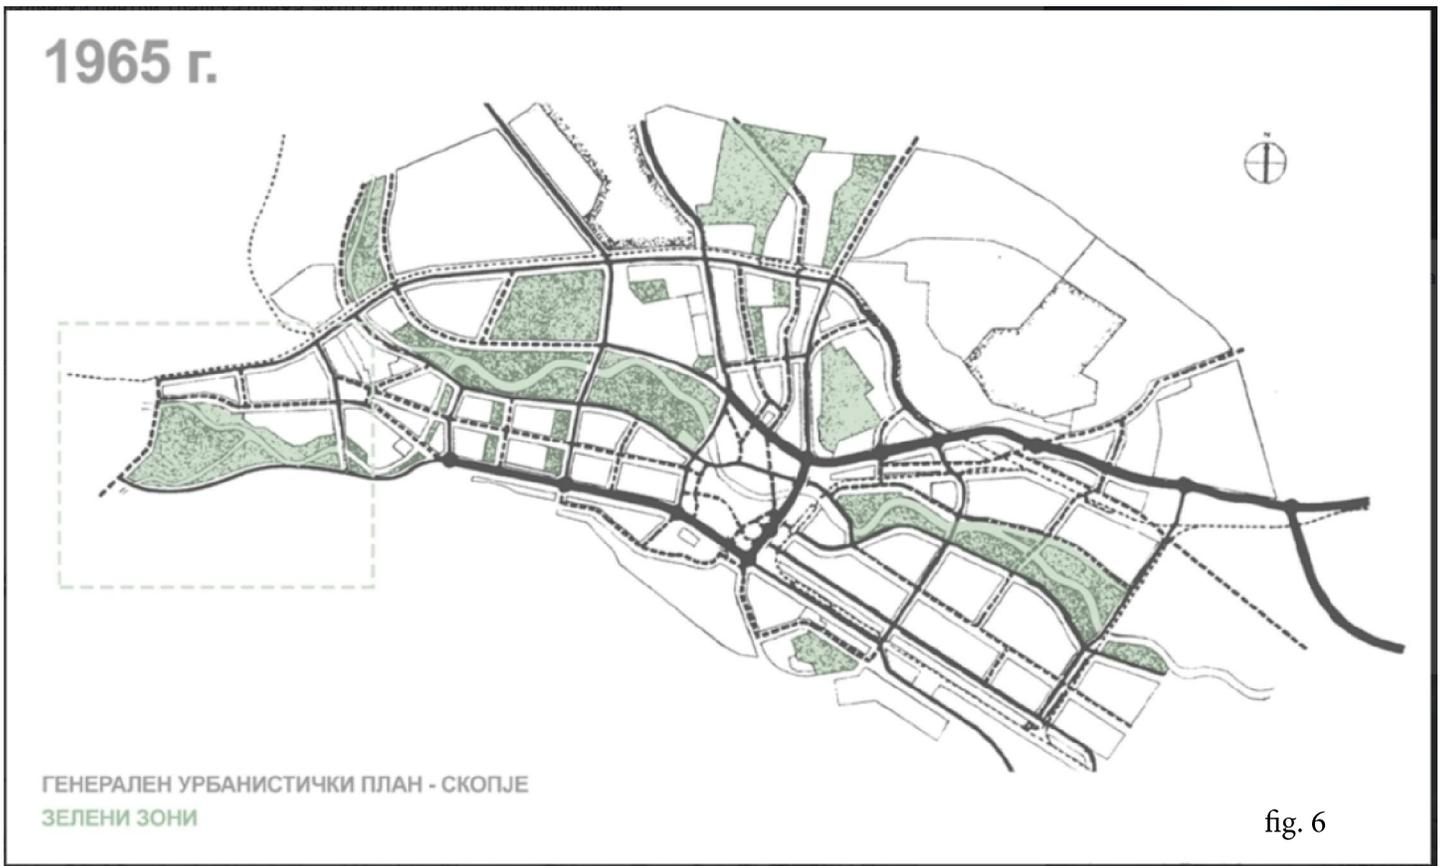 1965 г.
N
ГЕНЕРАЛЕН УРБАНИСТИЧКИ ПЛАН - СКОПЈЕ
ЗЕЛЕНИ ЗОНИ
fig. 6